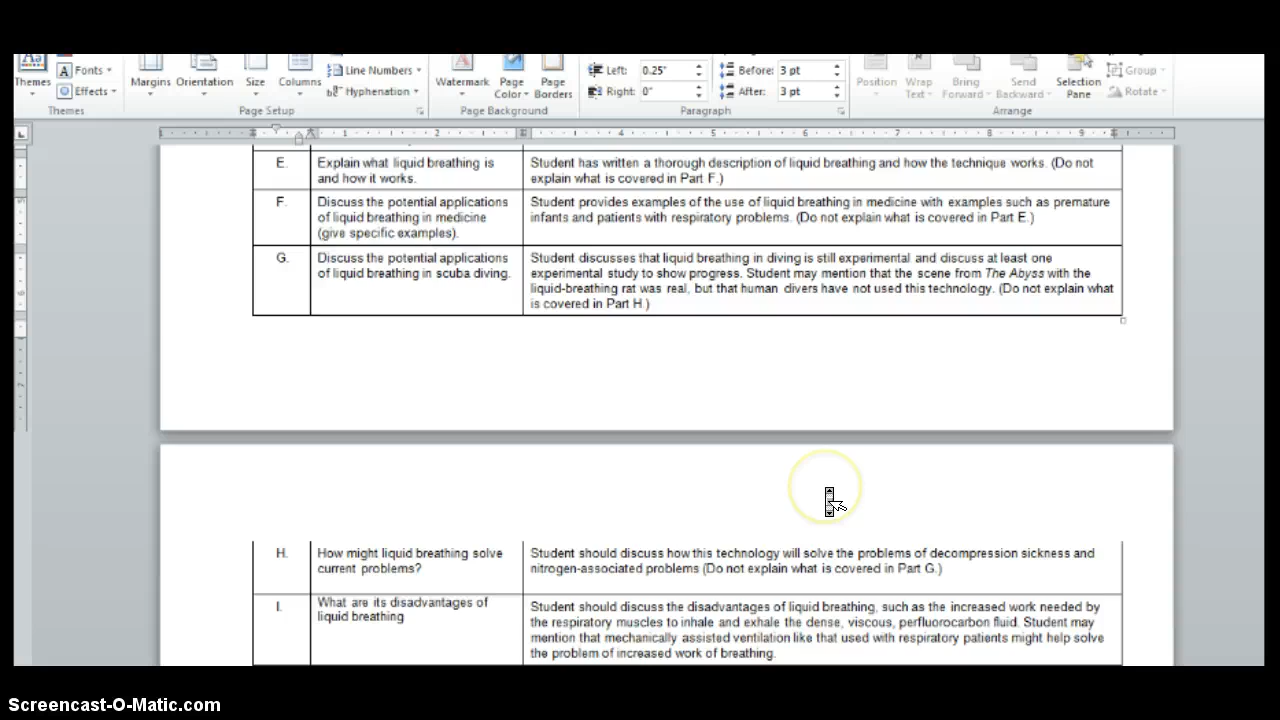 Themes
Fonts
Effects
Themes
Margins
Orientation
Size
Columns
Line Numbers
Hyphenation
Page Setup
Watermark
Page
Color
Page
Borders
Page Background
Left: 0.25"
Right: 0"
Before: 3 pt
After: 3 pt
Paragraph
Position
Wrap
Text
Bring
Forward
Send
Backward
Selection
Pane
Group
Rotate
Arrange
1 2 4 5 6 7 8 9
E. Explain what liquid breathing is
and how it works.
Student has written a thorough description of liquid breathing and how the technique works. (Do not
explain what is covered in Part F.)
F. Discuss the potential applications
of liquid breathing in medicine
(give specific examples).
Student provides examples of the use of liquid breathing in medicine with examples such as premature
infants and patients with respiratory problems. (Do not explain what is covered in Part E.)
G. Discuss the potential applications
of liquid breathing in scuba diving.
Student discusses that liquid breathing in diving is still experimental and discuss at least one
experimental study to show progress. Student may mention that the scene from The Abyss with the
liquid-breathing rat was real, but that human divers have not used this technology. (Do not explain what
is covered in Part H.)
H. How might liquid breathing solve
current problems?
Student should discuss how this technology will solve the problems of decompression sickness and
nitrogen-associated problems (Do not explain what is covered in Part G.)
I. What are its disadvantages of
liquid breathing
Student should discuss the disadvantages of liquid breathing, such as the increased work needed by
the respiratory muscles to inhale and exhale the dense, viscous, perfluorocarbon fluid. Student may
mention that mechanically assisted ventilation like that used with respiratory patients might help solve
the problem of increased work of breathing.
Screencast-O-Matic.com